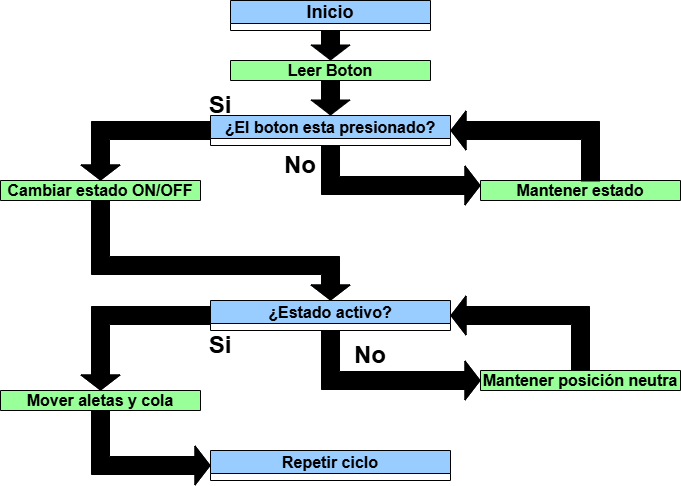 Inicio
Leer Boton
Si
¿El boton esta presionado?
No
Cambiar estado ON/OFF
Mantener estado
¿Estado activo?
Si
No
Mantener posición neutra
Mover aletas y cola
Repetir ciclo